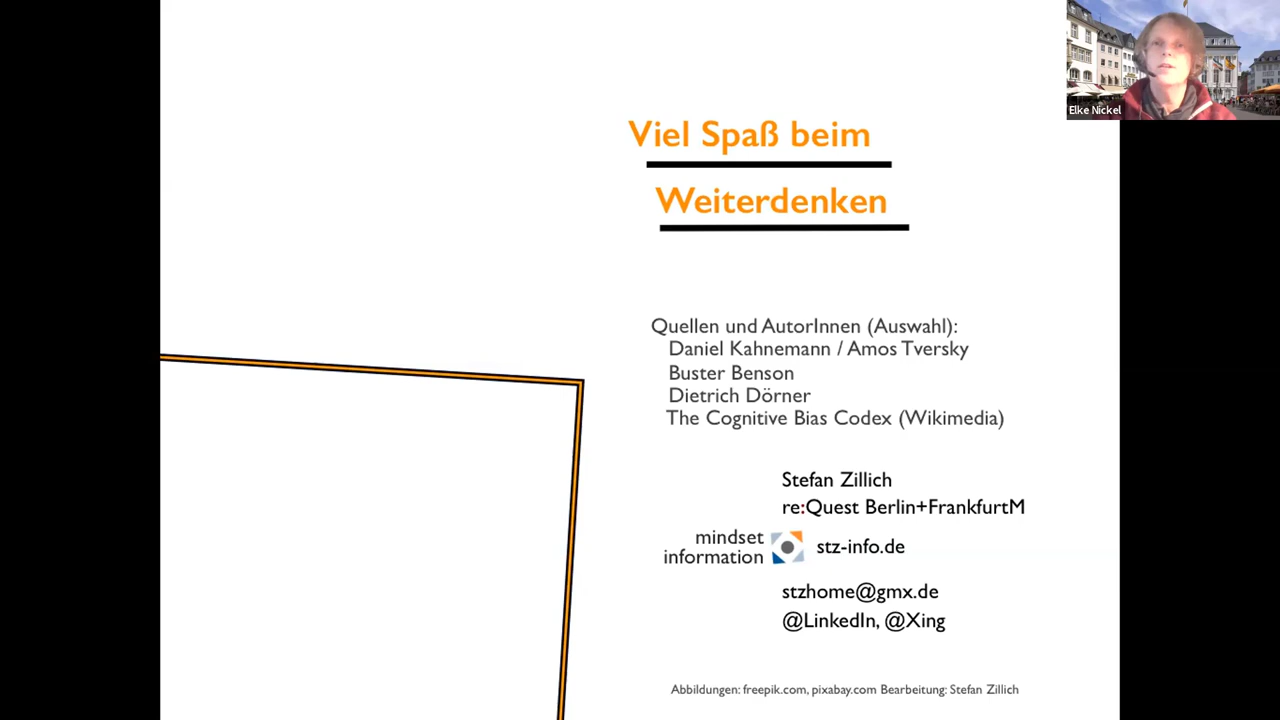 Elke Nickel
Viel Spaß beim
Weiterdenken
Quellen und AutorInnen (Auswahl):
Daniel Kahnemann / Amos Tversky
Buster Benson
Dietrich Dörner
The Cognitive Bias Codex (Wikimedia)
Stefan Zillich
re:Quest Berlin+FrankfurtM
mindset
information
stz-info.de
stzhome@gmx.de
@LinkedIn, @Xing
Abbildungen: freepik.com, pixabay.com Bearbeitung: Stefan Zillich